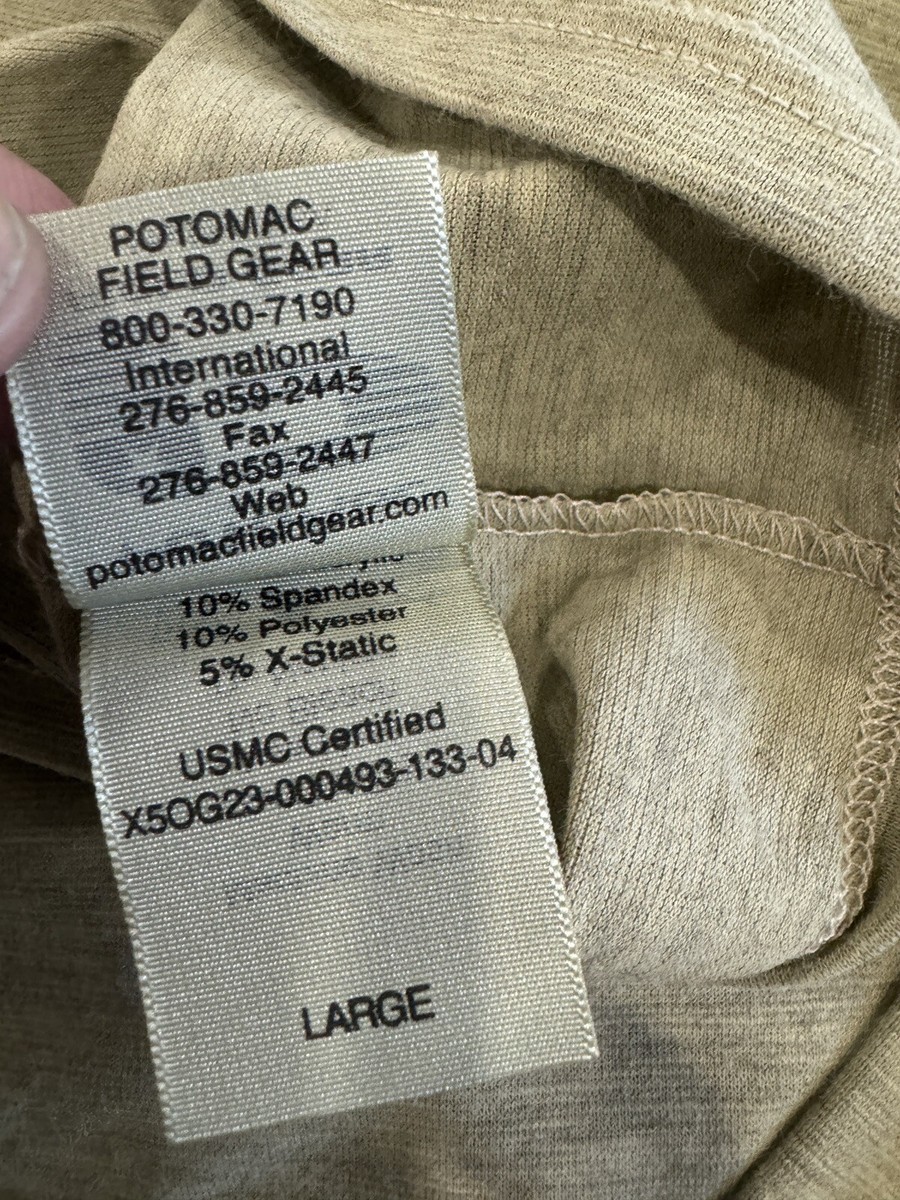 POTOMAC
FIELD GEAR
800-330-7190
International
276-859-2445
Fax
276-859-2447
Web
potomacfieldgear.com
10% Spandex
10% Polyester
5% X-Static
USMC Certified
X5OG23-000493-133-04
LARGE